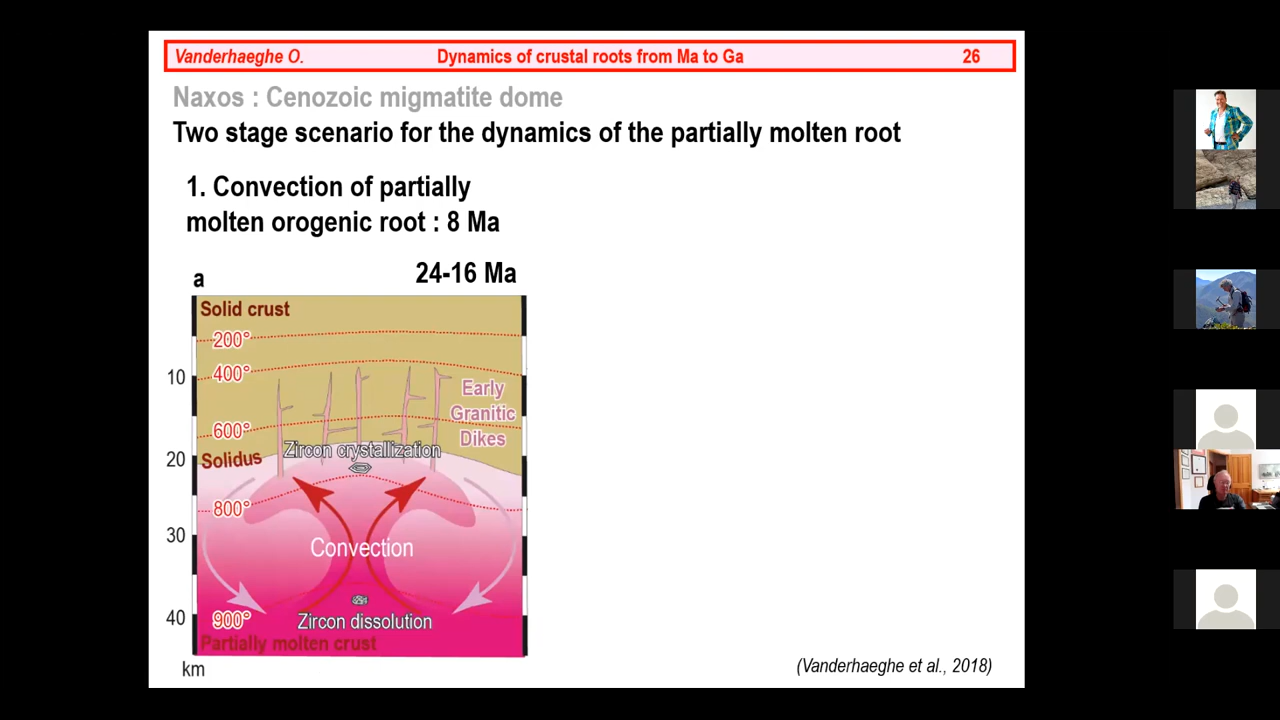 Vanderhaeghe O. Dynamics of crustal roots from Ma to Ga 26
Naxos : Cenozoic migmatite dome
Two stage scenario for the dynamics of the partially molten root
1. Convection of partially
molten orogenic root : 8 Ma
a
24-16 Ma
Solid crust
200°
400°
10
Early
Granitic
Dikes
600°
Zircon crystallization
20
Solidus
800°
30
Convection
40
900°
Zircon dissolution
Partially molten crust
km
(Vanderhaeghe et al., 2018)